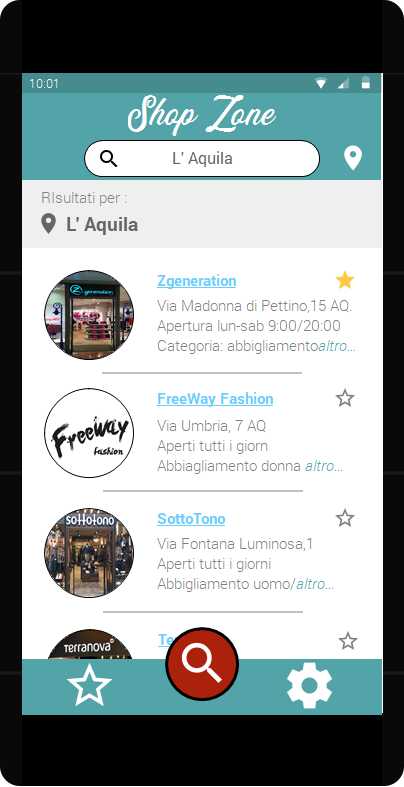 10:01
Shop Zone
L' Aquila
RIsultati per :
L' Aquila
Zgeneration
Zgeneration
Via Madonna di Pettino,15 AQ.
Apertura lun-sab 9:00/20:00
Categoria: abbigliamentoaltro...
FreeWay Fashion
Freeway
fashion
Via Umbria, 7 AQ
Aperti tutti i giorn
Abbiagliamento donna altro...
SottoTono
sottotono
Via Fontana Luminosa,1
Aperti tutti i giorni
Abbigliamento uomo/altro...
Terranova